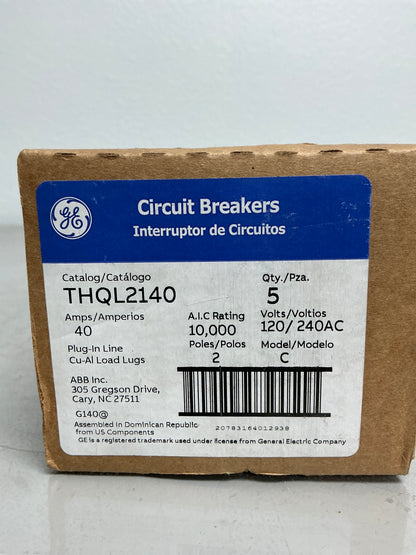 GE
Circuit Breakers
Interruptor de Circuitos
Catalog/Catálogo Qty./Pza.
THQL2140 5
Amps/Amperios A.I.C Rating Volts/Voltios
40 10,000 120/ 240AC
Plug-In Line Poles/Polos Model/Modelo
Cu-Al Load Lugs 2 C
ABB Inc.
305 Gregson Drive,
Cary, NC 27511
G140@
Assembled in Dominican Republic 20783164012938
from US Components
GE is a registered trademark used under license from General Electric Company